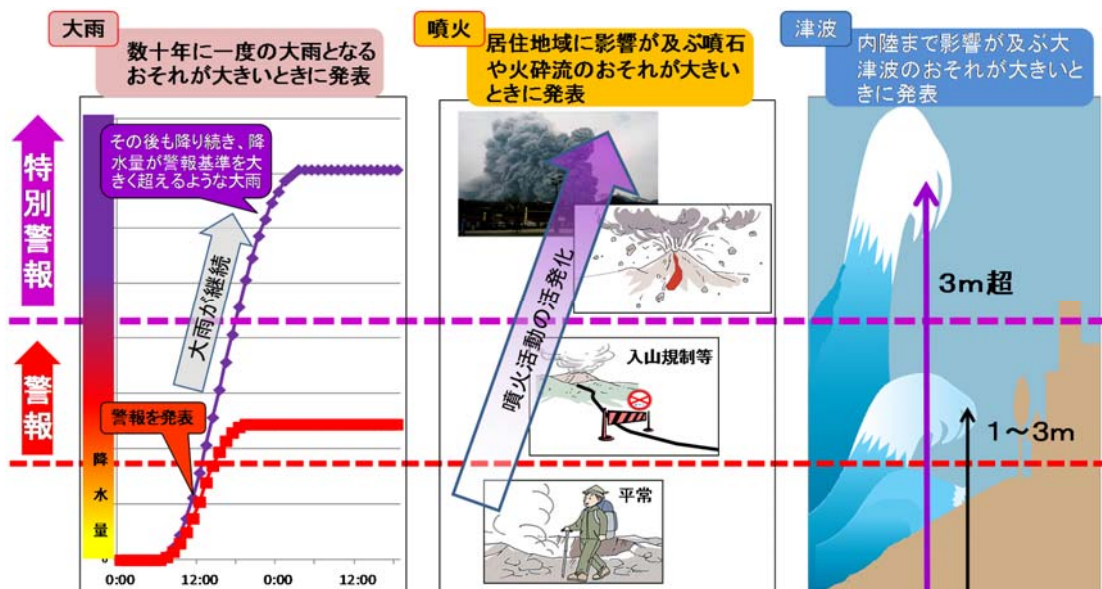 大雨
数十年に一度の大雨となる
おそれが大きいときに発表
特別警報
警報
その後も降り続き、降
水量が警報基準を大
きく超えるような大雨
大雨が継続
警報を発表
降水量
0
0:00 12:00 0:00 12:00
噴火
居住地域に影響が及ぶ噴石
や火砕流のおそれが大きい
ときに発表
噴火活動の活発化
入山規制等
平常
津波
内陸まで影響が及ぶ大
津波のおそれが大きいと
きに発表
3m超
1～3m